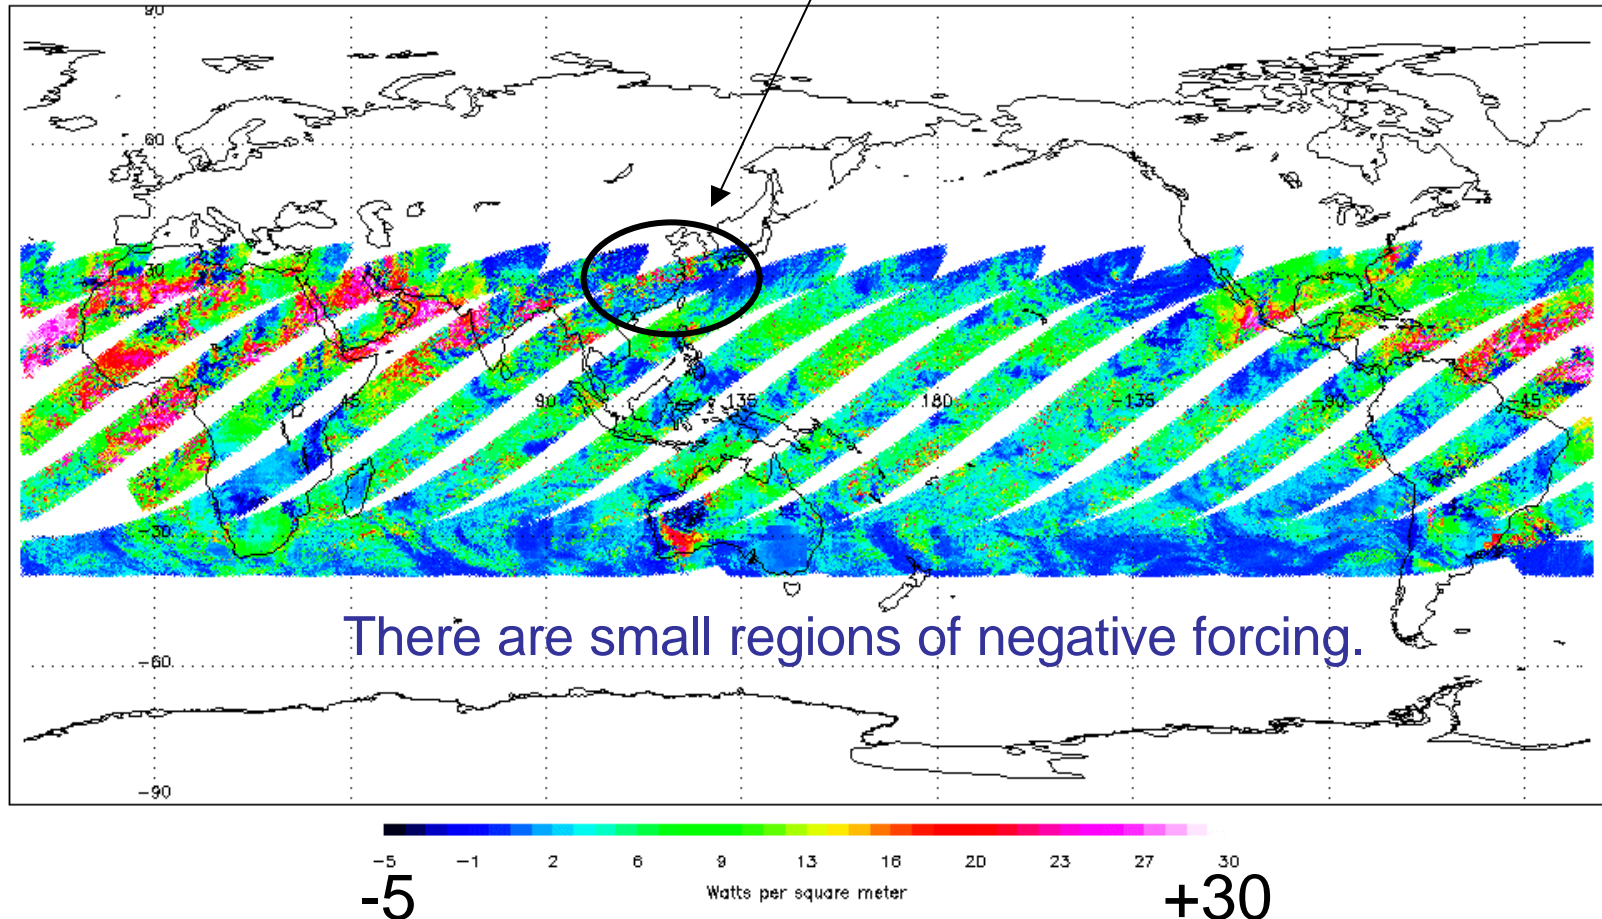 90
60
30
0 45 90 135 180 -135 -90 -45
-30
There are small regions of negative forcing.
-60
-90
-5 -1 2 6 9 13 16 20 23 27 30
Watts per square meter
-5 +30